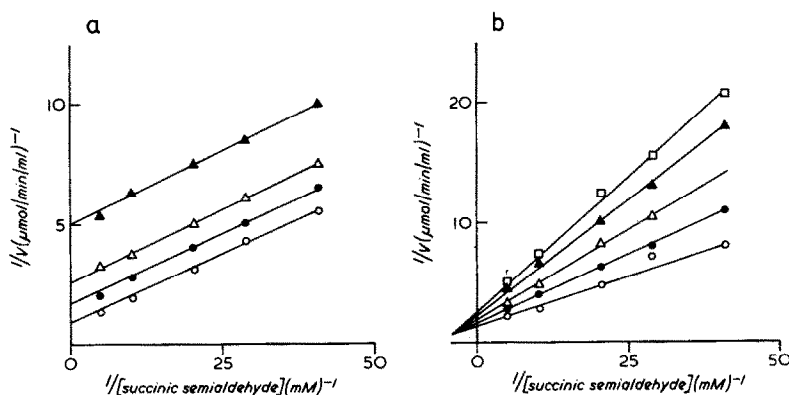 a
10
5
0
25
50
1/v(μmol/min/ml)⁻¹
1/[succinic semialdehyde](mM)⁻¹
b
20
10
0
25
50
1/v(μmol/min/ml)⁻¹
1/[succinic semialdehyde](mM)⁻¹